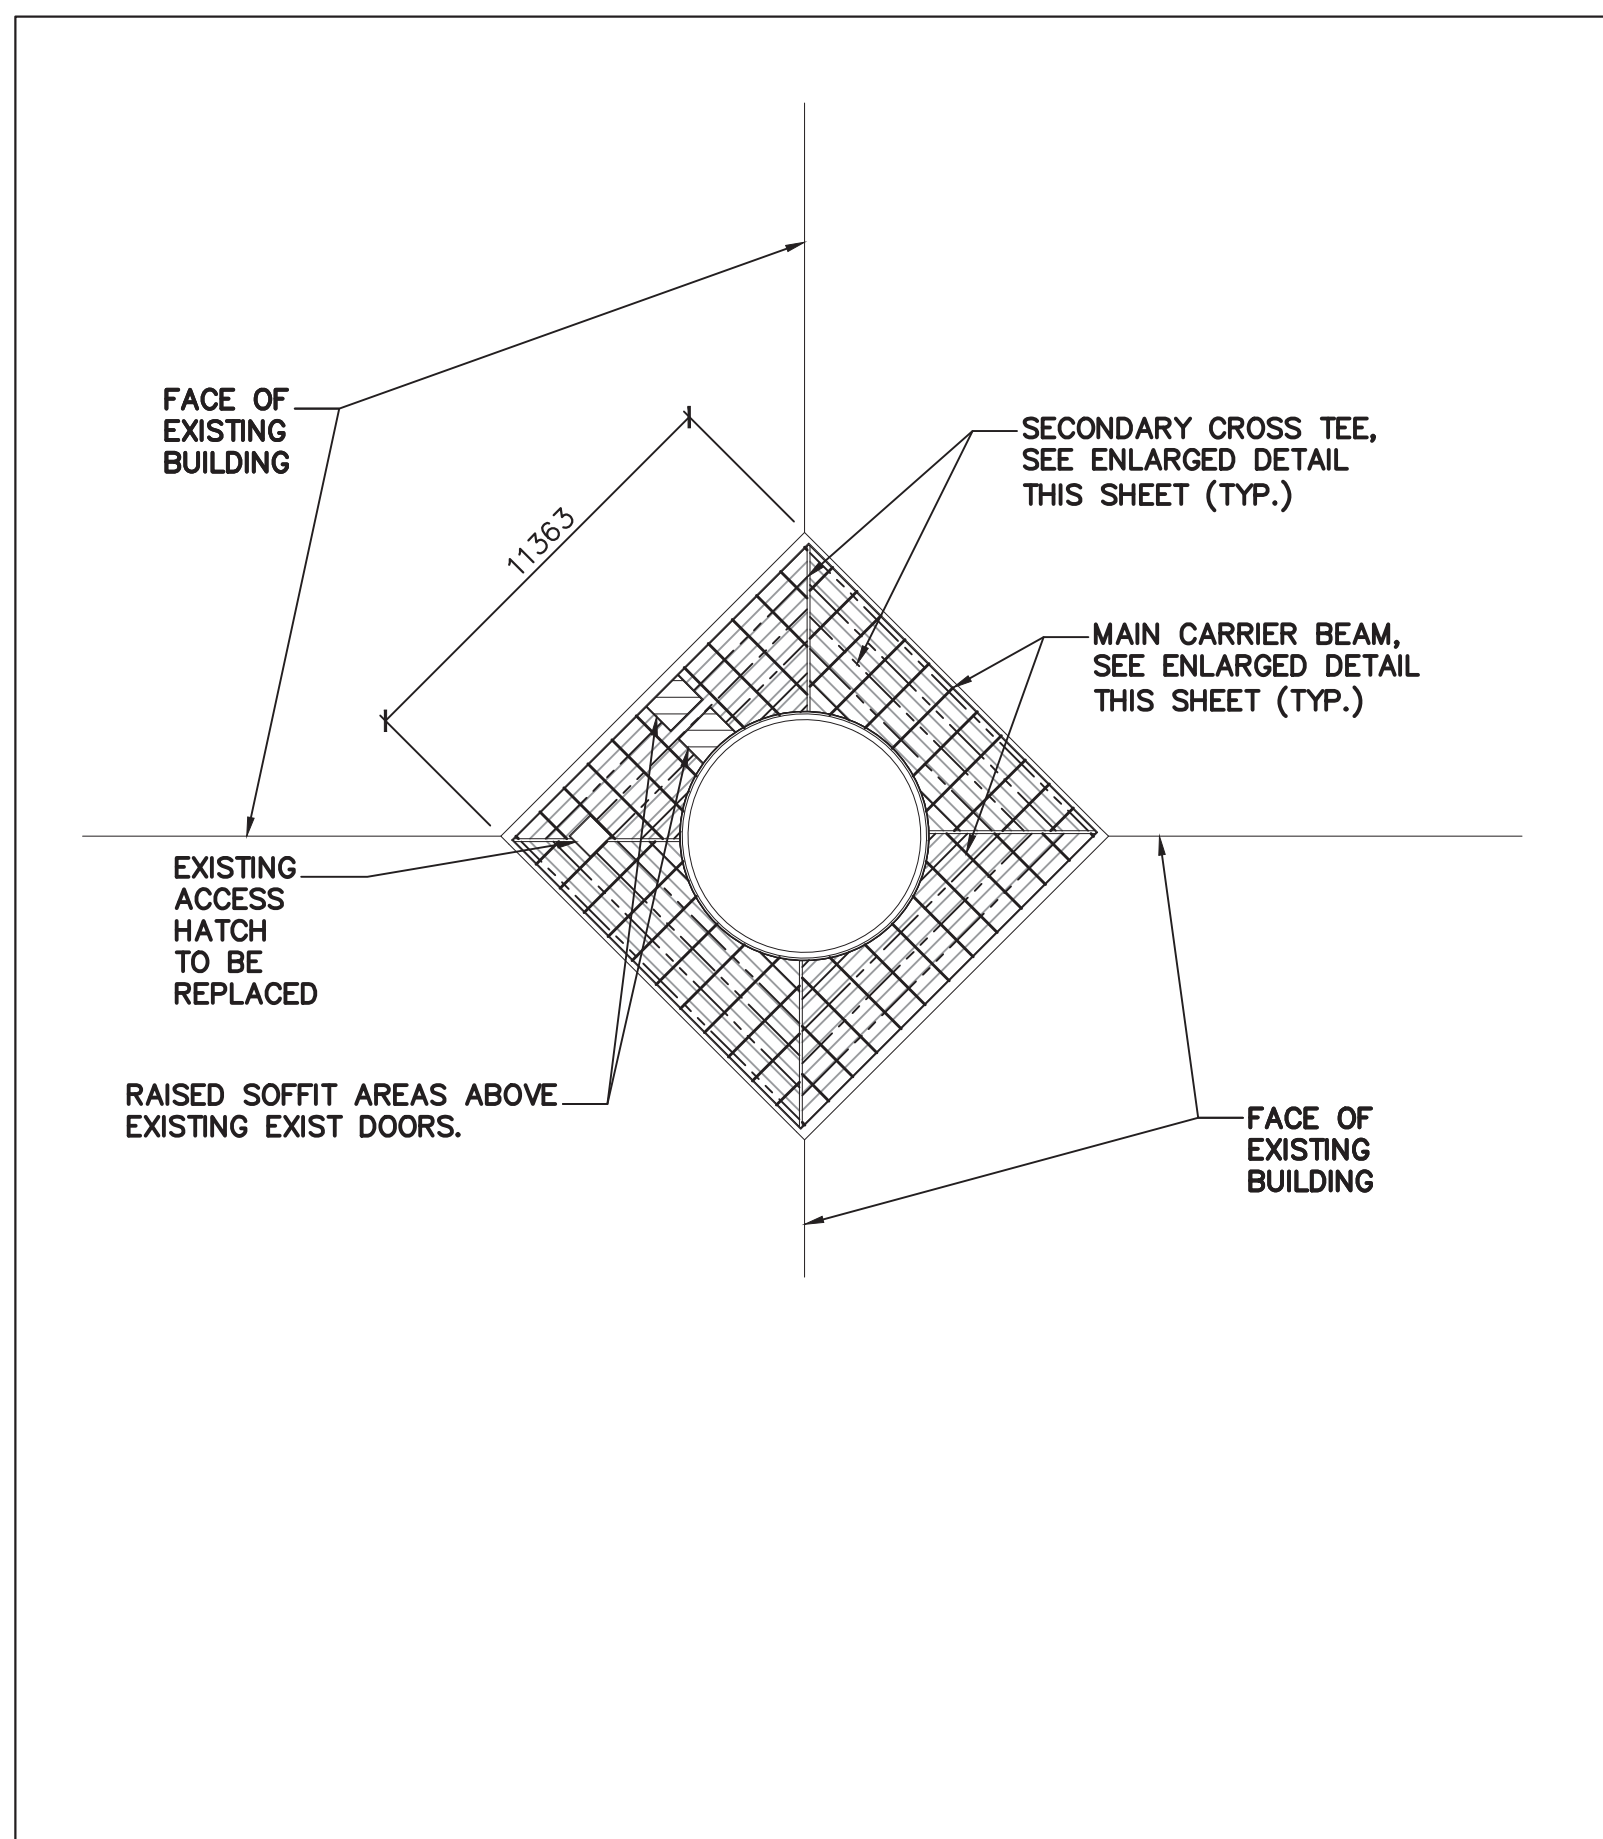 FACE OF
EXISTING
BUILDING
11363
SECONDARY CROSS TEE,
SEE ENLARGED DETAIL
THIS SHEET (TYP.)
MAIN CARRIER BEAM,
SEE ENLARGED DETAIL
THIS SHEET (TYP.)
EXISTING
ACCESS
HATCH
TO BE
REPLACED
RAISED SOFFIT AREAS ABOVE
EXISTING EXIST DOORS.
FACE OF
EXISTING
BUILDING